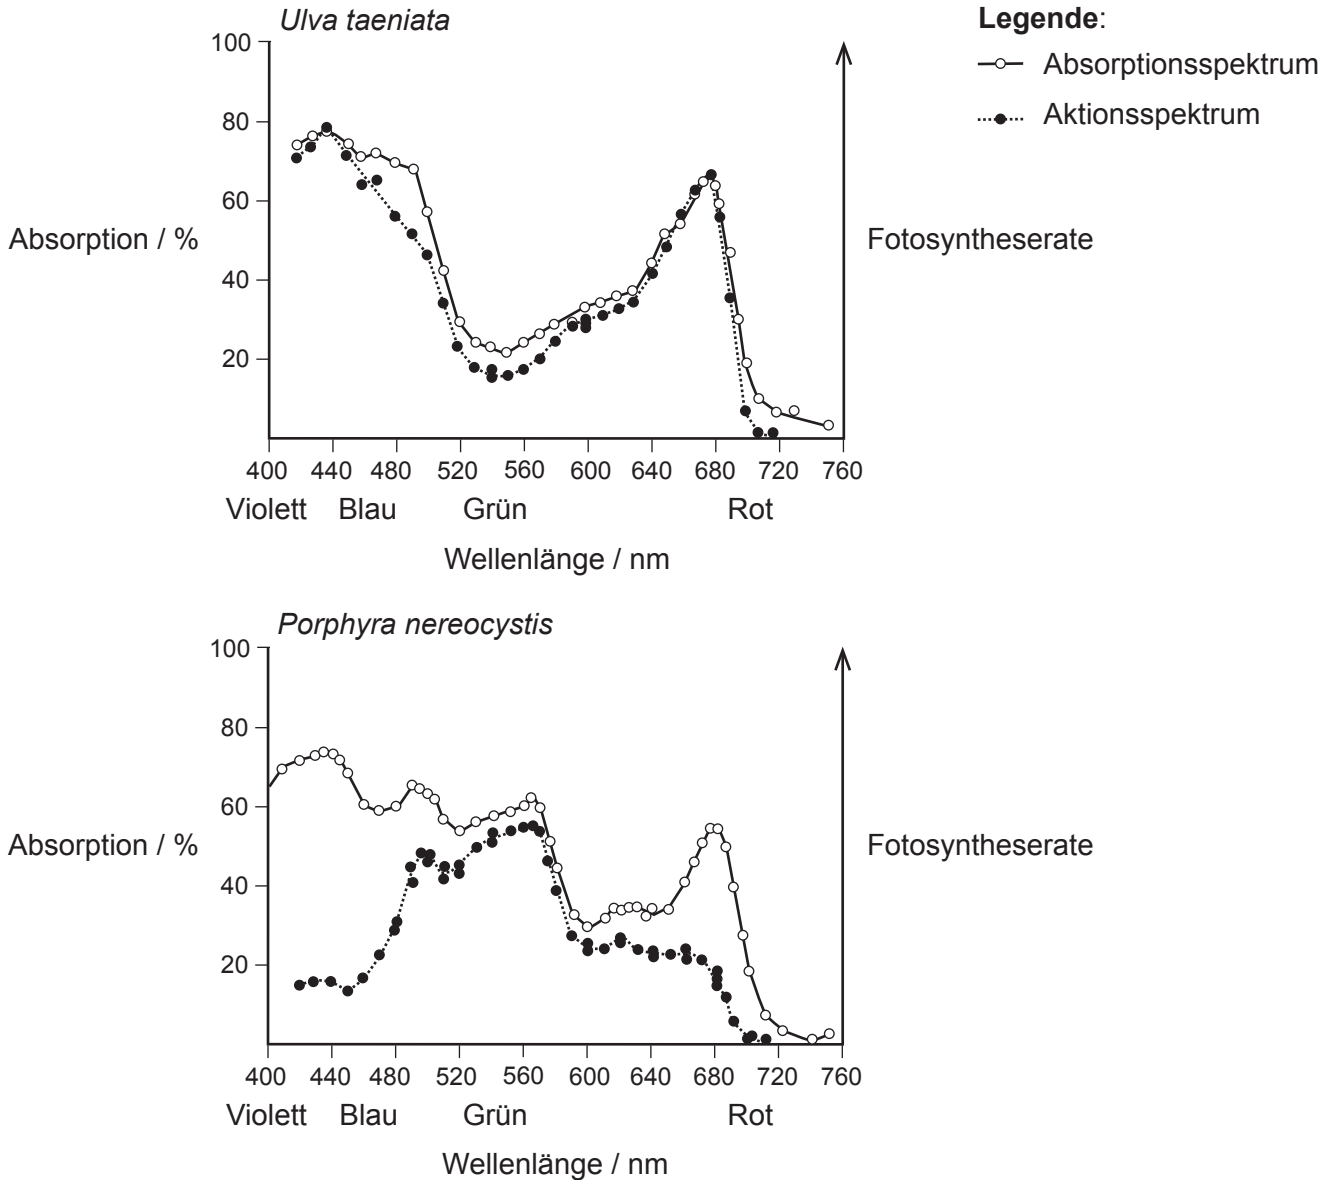 Ulva taeniata
Legende:
Absorptionsspektrum
Aktionsspektrum
100
80
60
40
20
Absorption / %
Fotosyntheserate
400 440 480 520 560 600 640 680 720 760
Violett Blau Grün Rot
Wellenlänge / nm
Porphyra nereocystis
100
80
60
40
20
Absorption / %
Fotosyntheserate
400 440 480 520 560 600 640 680 720 760
Violett Blau Grün Rot
Wellenlänge / nm